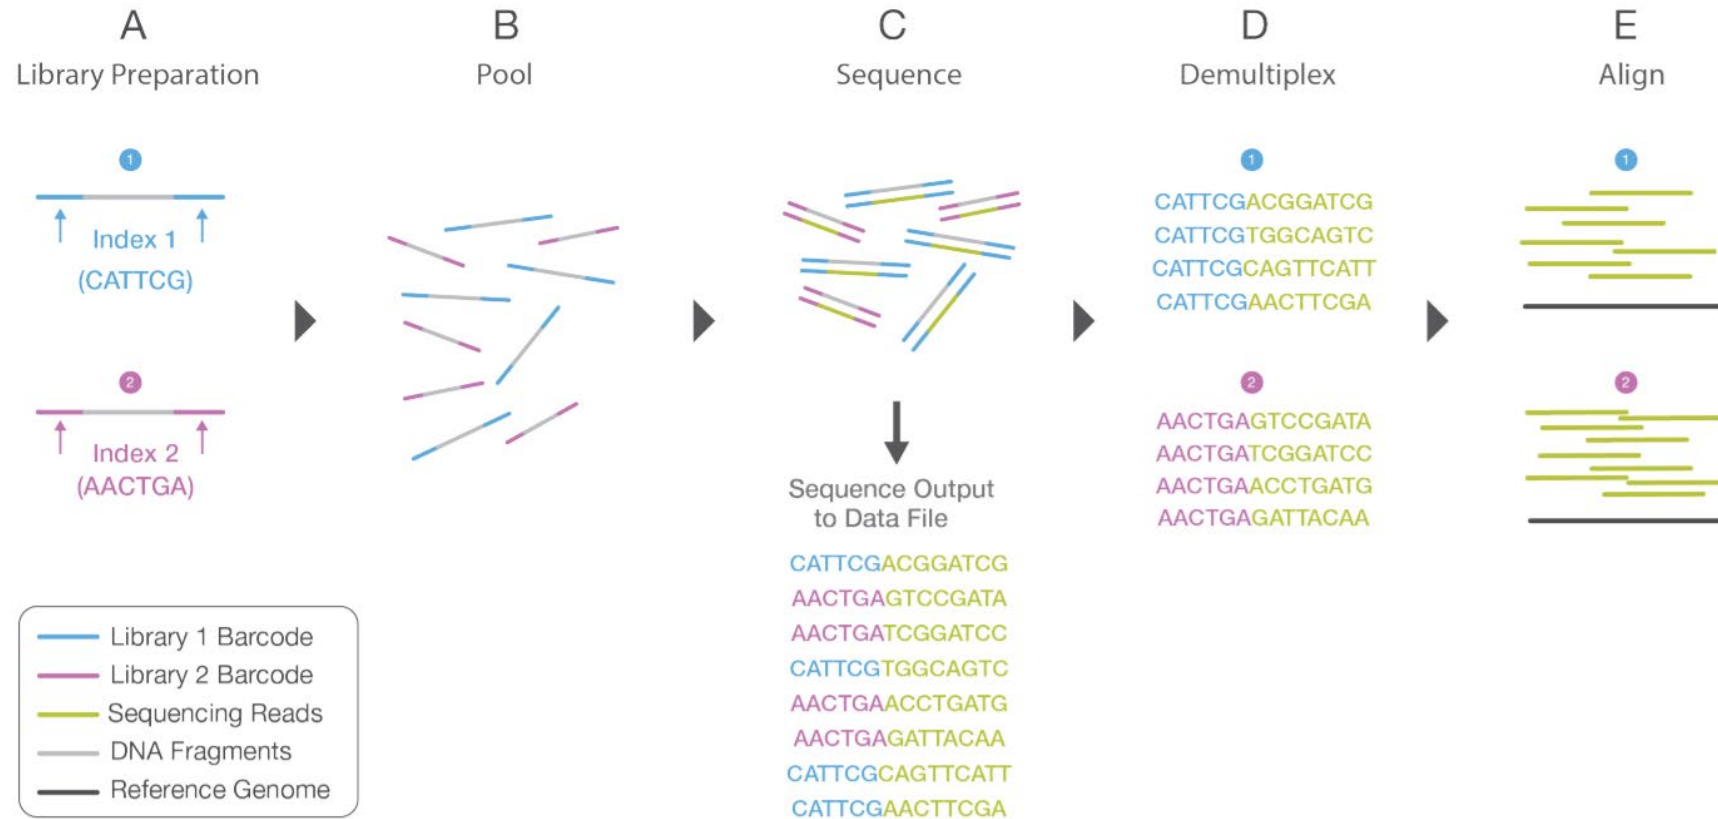 A
Library Preparation
1
Index 1
(CATTCG)
2
Index 2
(AACTGA)
Library 1 Barcode
Library 2 Barcode
Sequencing Reads
DNA Fragments
Reference Genome
B
Pool
C
Sequence
Sequence Output
to Data File
CATTCGACGGATCG
AACTGAGTCCGATA
AACTGATCGGATCC
CATTCGTGGCAGTC
AACTGAACCTGATG
AACTGAGATTACAA
CATTCGCAGTTCATT
CATTCGAACTTCGA
D
Demultiplex
1
CATTCGACGGATCG
CATTCGTGGCAGTC
CATTCGCAGTTCATT
CATTCGAACTTCGA
2
AACTGAGTCCGATA
AACTGATCGGATCC
AACTGAACCTGATG
AACTGAGATTACAA
E
Align
1
2